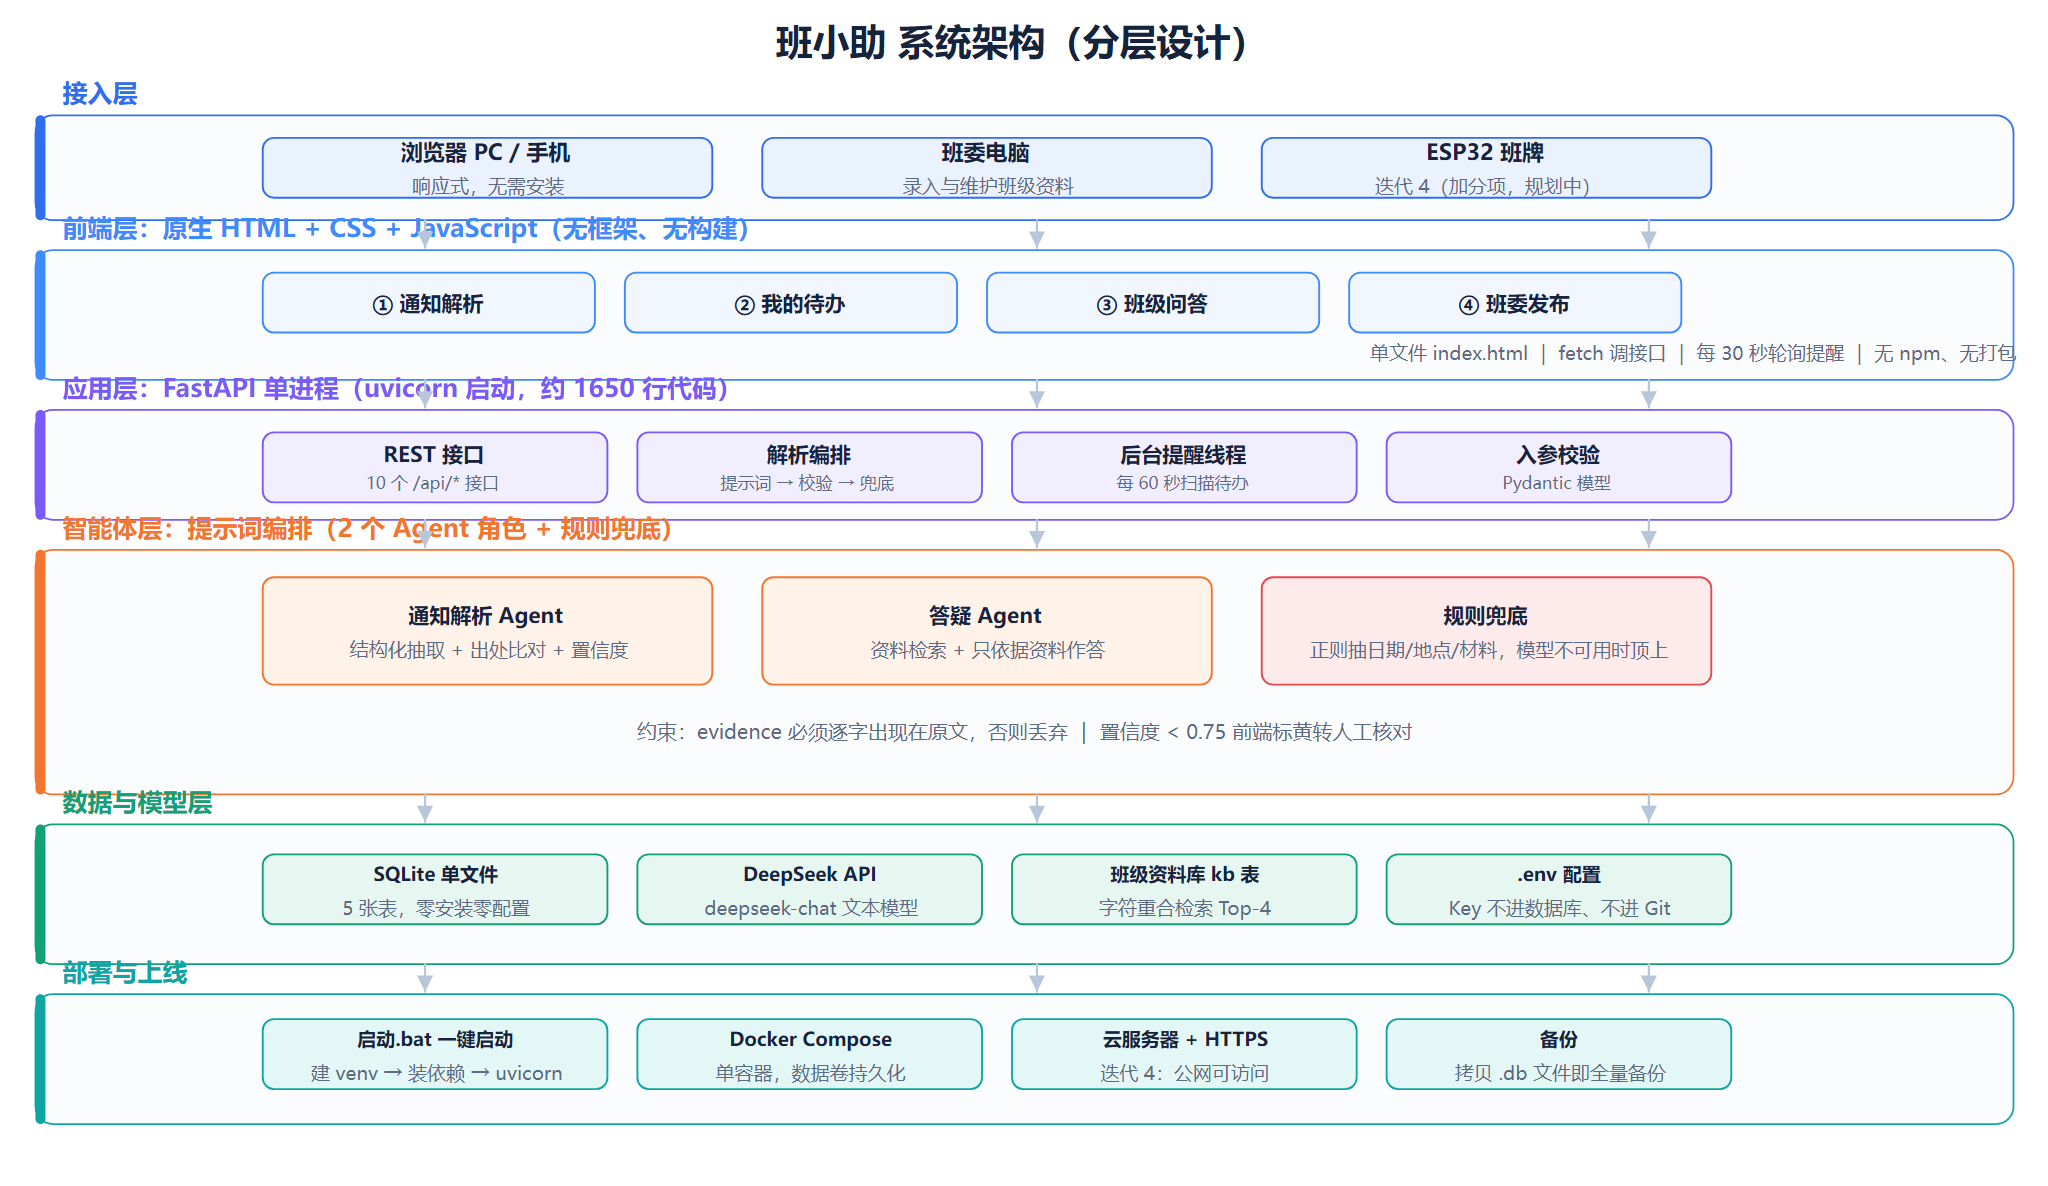 班小助 系统架构（分层设计）
接入层
浏览器 PC / 手机
响应式，无需安装
班委电脑
录入与维护班级资料
ESP32 班牌
迭代 4（加分项，规划中）
前端层：原生 HTML + CSS + JavaScript（无框架、无构建）
① 通知解析
② 我的待办
③ 班级问答
④ 班委发布
单文件 index.html ｜ fetch 调接口 ｜ 每 30 秒轮询提醒 ｜ 无 npm、无打包
应用层：FastAPI 单进程（uvicorn 启动，约 1650 行代码）
REST 接口
10 个 /api/* 接口
解析编排
提示词 → 校验 → 兜底
后台提醒线程
每 60 秒扫描待办
入参校验
Pydantic 模型
智能体层：提示词编排（2 个 Agent 角色 + 规则兜底）
通知解析 Agent
结构化抽取 + 出处比对 + 置信度
答疑 Agent
资料检索 + 只依据资料作答
规则兜底
正则抽日期/地点/材料，模型不可用时顶上
约束：evidence 必须逐字出现在原文，否则丢弃 ｜ 置信度 < 0.75 前端标黄转人工核对
数据与模型层
SQLite 单文件
5 张表，零安装零配置
DeepSeek API
deepseek-chat 文本模型
班级资料库 kb 表
字符重合检索 Top-4
.env 配置
Key 不进数据库、不进 Git
部署与上线
启动.bat 一键启动
建 venv → 装依赖 → uvicorn
Docker Compose
单容器，数据卷持久化
云服务器 + HTTPS
迭代 4：公网可访问
备份
拷贝 .db 文件即全量备份